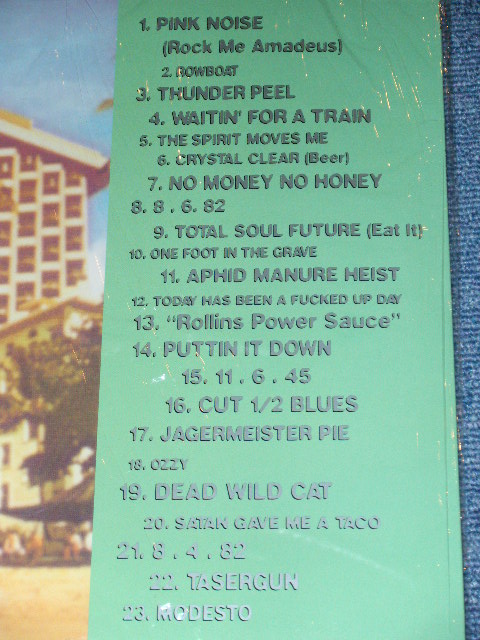 1. PINK NOISE
(Rock Me Amadeus)
2. ROWBOAT
3. THUNDER PEEL
4. WAITIN' FOR A TRAIN
5. THE SPIRIT MOVES ME
6. CRYSTAL CLEAR (Beer)
7. NO MONEY NO HONEY
8. 8 . 6. 82
9. TOTAL SOUL FUTURE (Eat It)
10. ONE FOOT IN THE GRAVE
11. APHID MANURE HEIST
12. TODAY HAS BEEN A FUCKED UP DAY
13. "Rollins Power Sauce"
14. PUTTIN IT DOWN
15. 11 . 6 . 45
16. CUT 1/2 BLUES
17. JAGERMEISTER PIE
18. OZZY
19. DEAD WILD CAT
20. SATAN GAVE ME A TACO
21. 8 . 4 . 82
22. TASERGUN
23. MODESTO